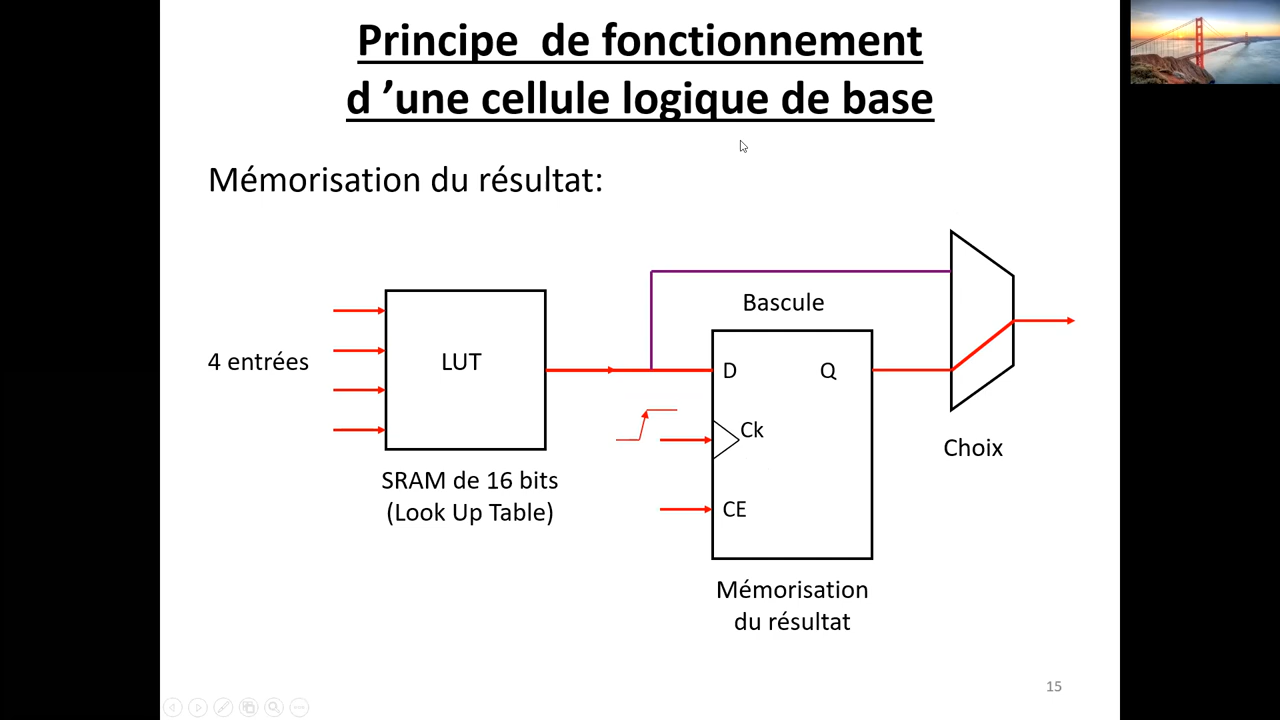 Principe  de fonctionnement
d ’une cellule logique de base
Mémorisation du résultat:
Bascule
4 entrées
LUT
D
Q
Ck
Choix
SRAM de 16 bits
(Look Up Table)
CE
Mémorisation
du résultat
15